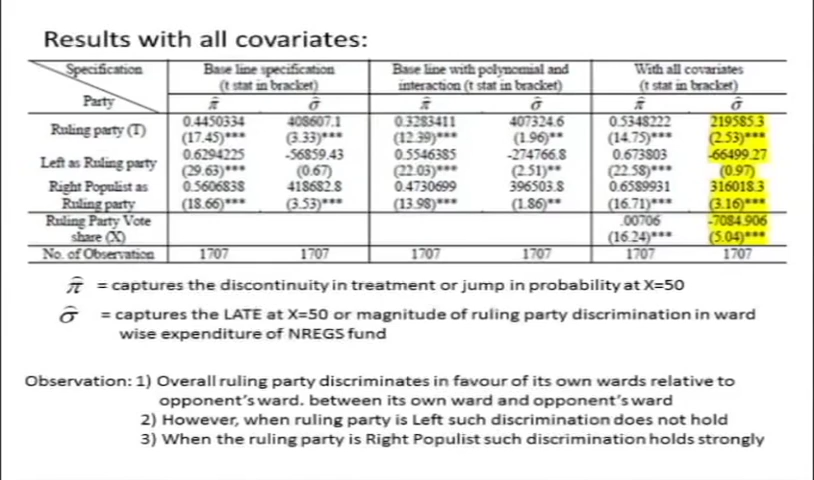 Results with all covariates:
Specification Base line specification Base line with polynomial and With all covariates
(t stat in bracket) interaction (t stat in bracket) (t stat in bracket)
Party π̂ σ̂ π̂ σ̂ π̂ σ̂
Ruling party (T) 0.4450334 408607.1 0.3283411 407324.6 0.5348222 219585.3
(17.45)*** (3.33)*** (12.39)*** (1.96)** (14.75)*** (2.53)***
Left as Ruling party 0.6294225 -56859.43 0.5546385 -274766.8 0.673803 -66499.27
(29.63)*** (0.67) (22.03)*** (2.51)** (22.58)*** (0.97)
Right Populist as 0.5606838 418682.8 0.4730699 396503.8 0.6589931 316018.3
Ruling party (18.66)*** (3.53)*** (13.98)*** (1.86)** (16.71)*** (3.16)***
Ruling Party Vote .00706 -7084.906
share (X) (16.24)*** (5.04)***
No. of Observation 1707 1707 1707 1707 1707 1707
π̂ = captures the discontinuity in treatment or jump in probability at X=50
σ̂ = captures the LATE at X=50 or magnitude of ruling party discrimination in ward
wise expenditure of NREGS fund
Observation: 1) Overall ruling party discriminates in favour of its own wards relative to
opponent's ward. between its own ward and opponent's ward
2) However, when ruling party is Left such discrimination does not hold
3) When the ruling party is Right Populist such discrimination holds strongly